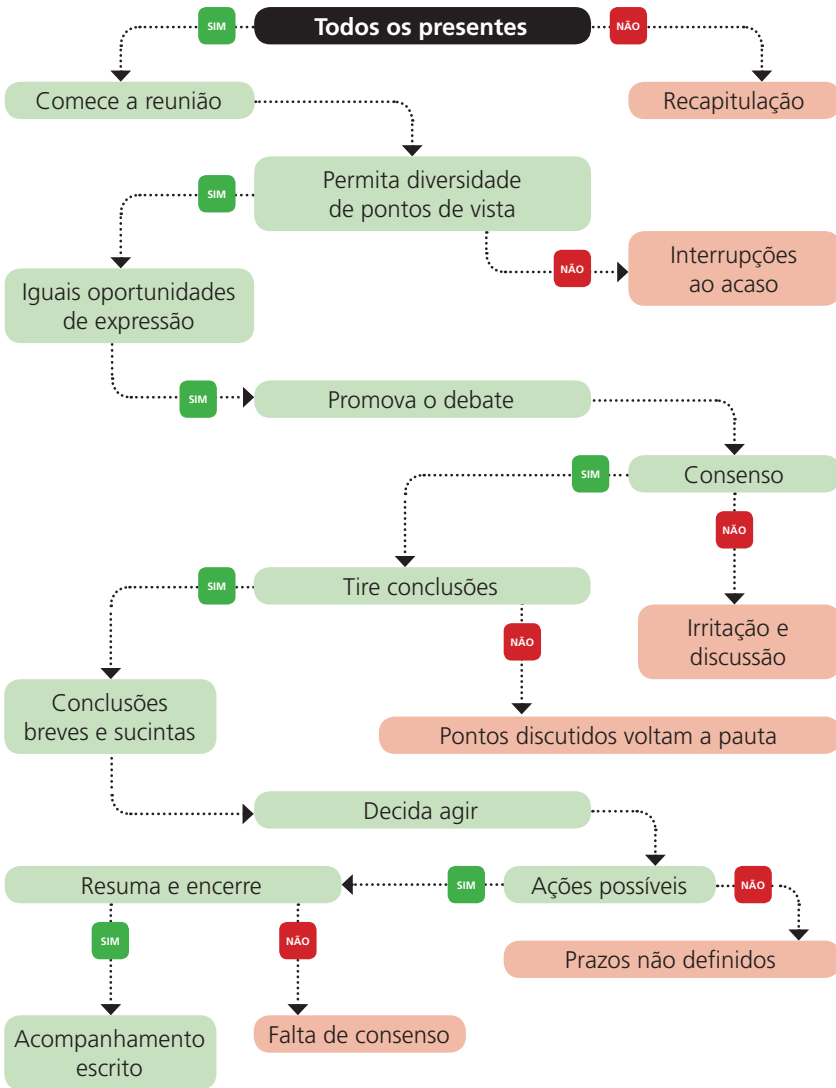 SIM
Todos os presentes
NÃO
Comece a reunião
Recapitulação
SIM
Permita diversidade
de pontos de vista
NÃO
Interrupções
ao acaso
Iguais oportunidades
de expressão
SIM
Promova o debate
SIM
Consenso
NÃO
SIM
Tire conclusões
NÃO
Irritação e
discussão
Conclusões
breves e sucintas
Pontos discutidos voltam a pauta
Decida agir
Resuma e encerre
SIM
Ações possíveis
NÃO
SIM
NÃO
Prazos não definidos
Acompanhamento
escrito
Falta de consenso